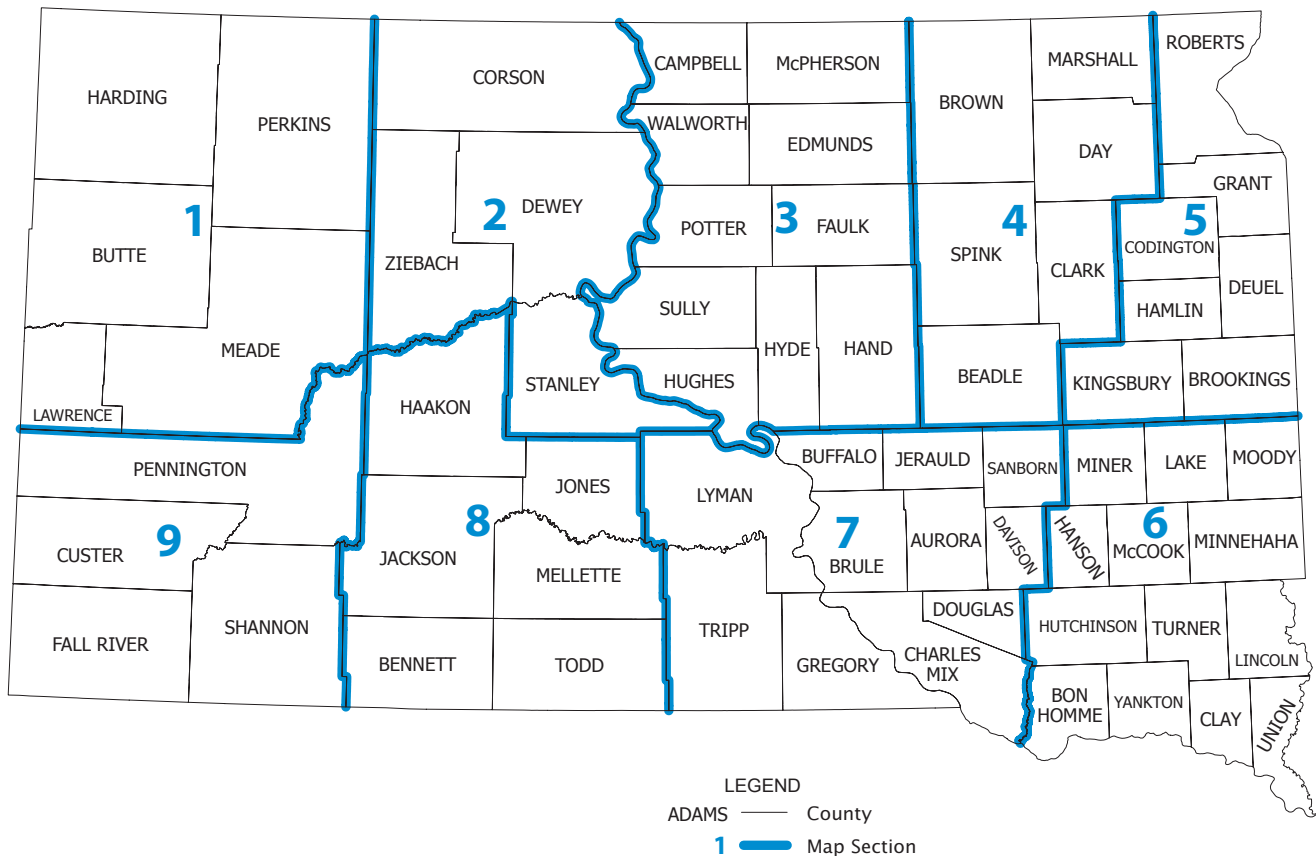 HARDING
PERKINS
CORSON
CAMPBELL
McPHERSON
BROWN
MARSHALL
ROBERTS
WALWORTH
EDMUNDS
DAY
GRANT
BUTTE
1
2
DEWEY
ZIEBACH
POTTER
3
FAULK
SPINK
4
CLARK
5
CODINGTON
HAMLIN
DEUEL
MEADE
LAWRENCE
SULLY
HYDE
HAND
HUGHES
STANLEY
HAAKON
BEADLE
KINGSBURY
BROOKINGS
PENNINGTON
JONES
LYMAN
BUFFALO
JERAULD
SANBORN
MINER
LAKE
MOODY
CUSTER
9
8
JACKSON
MELLETTE
7
BRULE
AURORA
DAVISON
HANSON
6
McCOOK
MINNEHAHA
FALL RIVER
SHANNON
BENNETT
TODD
TRIPP
GREGORY
DOUGLAS
CHARLES
MIX
HUTCHINSON
TURNER
LINCOLN
BON
HOMME
YANKTON
CLAY
UNION
LEGEND
ADAMS County
1 Map Section